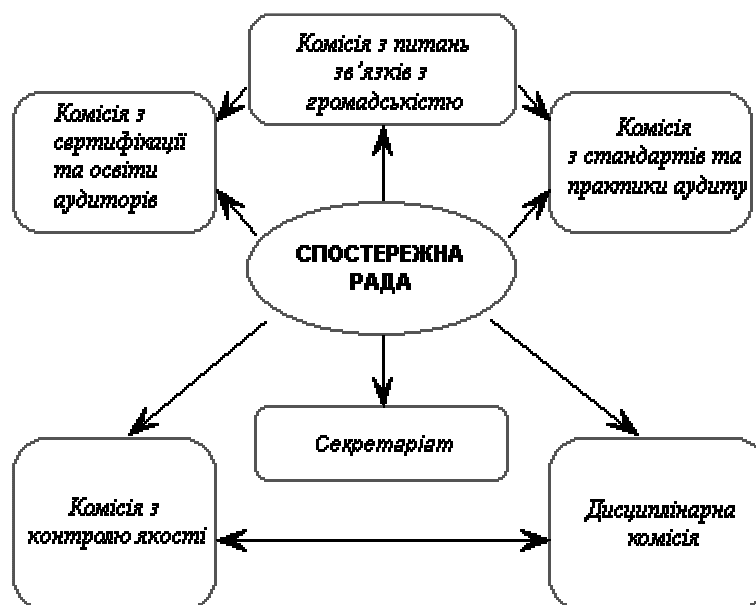 Комісія з питань
зв'язків з
громадськістю
Комісія з
сертифікації
та освіти
аудиторів
Комісія
з стандартів та
практики аудиту
СПОСТЕРЕЖНА
РАДА
Секретаріат
Комісія з
контролю якості
Дисциплінарна
комісія